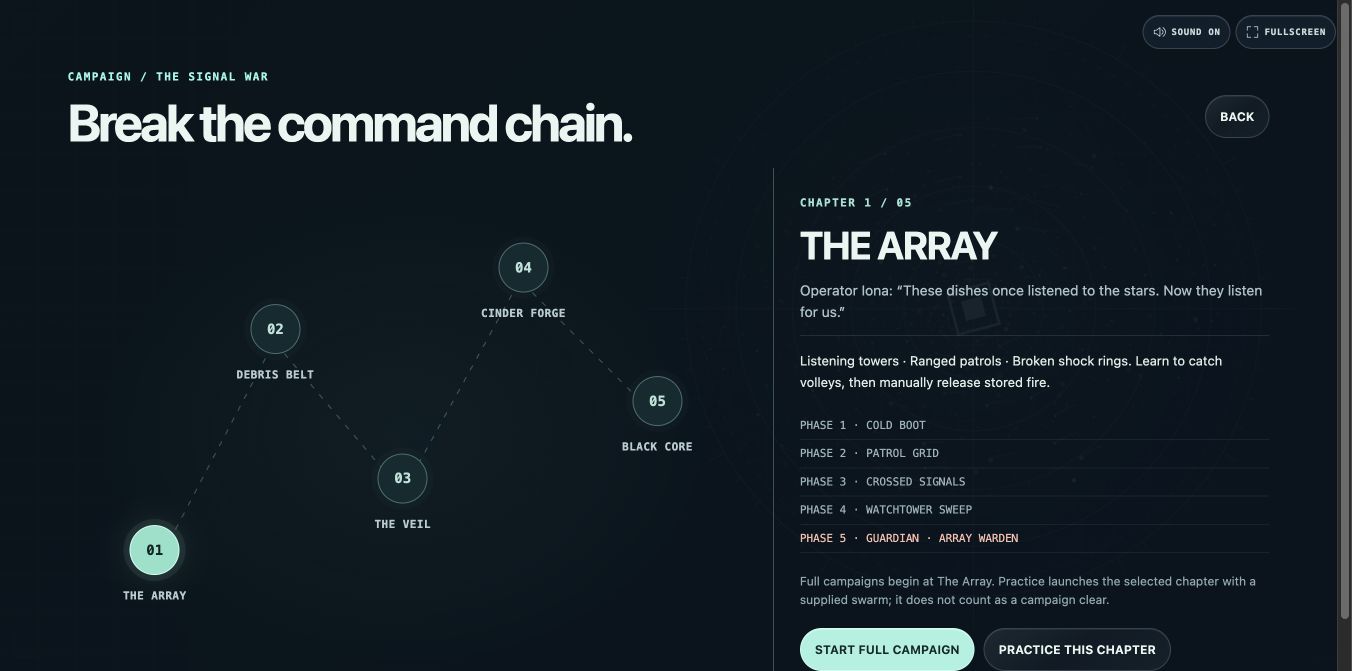 SOUND ON
FULLSCREEN
CAMPAIGN / THE SIGNAL WAR
Break the command chain.
BACK
04
CINDER FORGE
02
DEBRIS BELT
05
BLACK CORE
03
THE VEIL
01
THE ARRAY
CHAPTER 1 / 05
THE ARRAY
Operator Iona: “These dishes once listened to the stars. Now they listen
for us.”
Listening towers · Ranged patrols · Broken shock rings. Learn to catch
volleys, then manually release stored fire.
PHASE 1 · COLD BOOT
PHASE 2 · PATROL GRID
PHASE 3 · CROSSED SIGNALS
PHASE 4 · WATCHTOWER SWEEP
PHASE 5 · GUARDIAN · ARRAY WARDEN
Full campaigns begin at The Array. Practice launches the selected chapter with a
supplied swarm; it does not count as a campaign clear.
START FULL CAMPAIGN
PRACTICE THIS CHAPTER